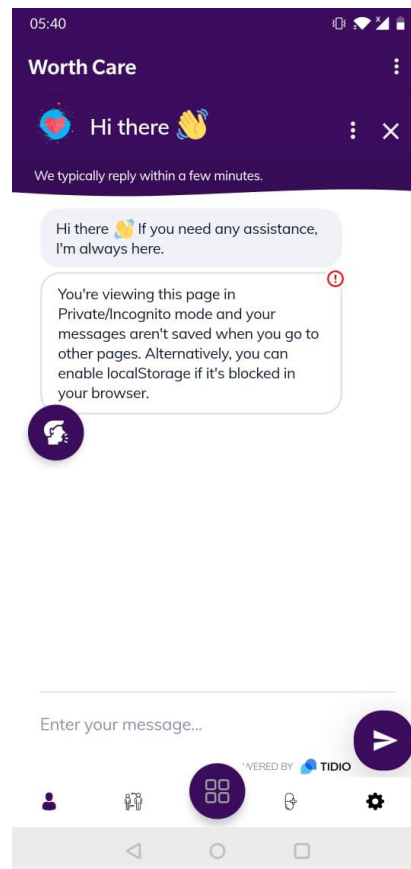 05:40
Worth Care
Hi there 👋
We typically reply within a few minutes.
Hi there 👋 If you need any assistance,
I'm always here.
You're viewing this page in
Private/Incognito mode and your
messages aren't saved when you go to
other pages. Alternatively, you can
enable localStorage if it's blocked in
your browser.
Enter your message...
WERED BY TIDIO